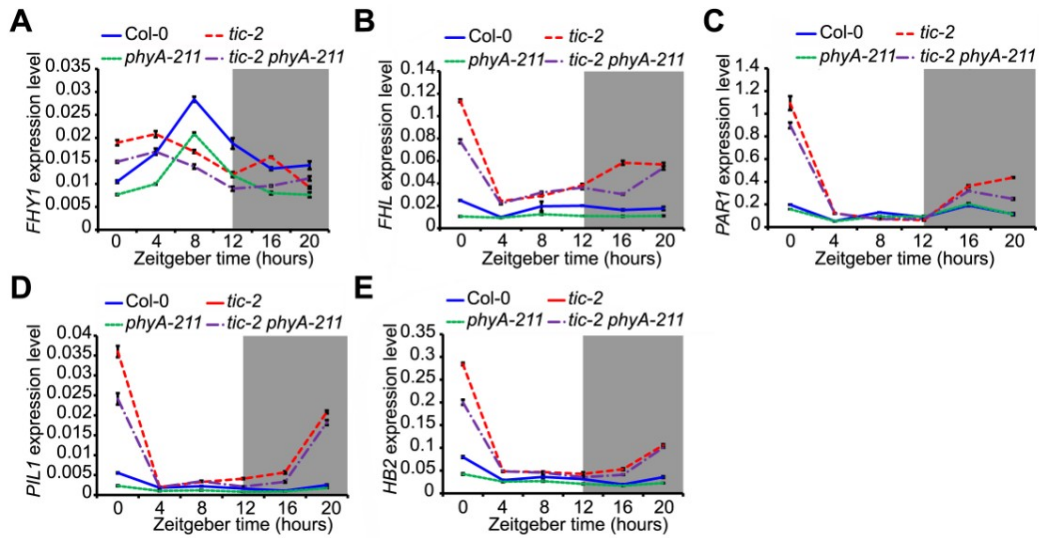 A
Col-0 tic-2
phyA-211 tic-2 phyA-211
FHY1 expression level
0.035
0.03
0.025
0.02
0.015
0.01
0.005
0
0 4 8 12 16 20
Zeitgeber time (hours)
B
Col-0 tic-2
phyA-211 tic-2 phyA-211
FHL expression level
0.14
0.12
0.1
0.08
0.06
0.04
0.02
0
0 4 8 12 16 20
Zeitgeber time (hours)
C
Col-0 tic-2
phyA-211 tic-2 phyA-211
PAR1 expression level
1.4
1.2
1
0.8
0.6
0.4
0.2
0
0 4 8 12 16 20
Zeitgeber time (hours)
D
Col-0 tic-2
phyA-211 tic-2 phyA-211
PIL1 expression level
0.04
0.035
0.03
0.025
0.02
0.015
0.01
0.005
0
0 4 8 12 16 20
Zeitgeber time (hours)
E
Col-0 tic-2
phyA-211 tic-2 phyA-211
HB2 expression level
0.35
0.3
0.25
0.2
0.15
0.1
0.05
0
0 4 8 12 16 20
Zeitgeber time (hours)